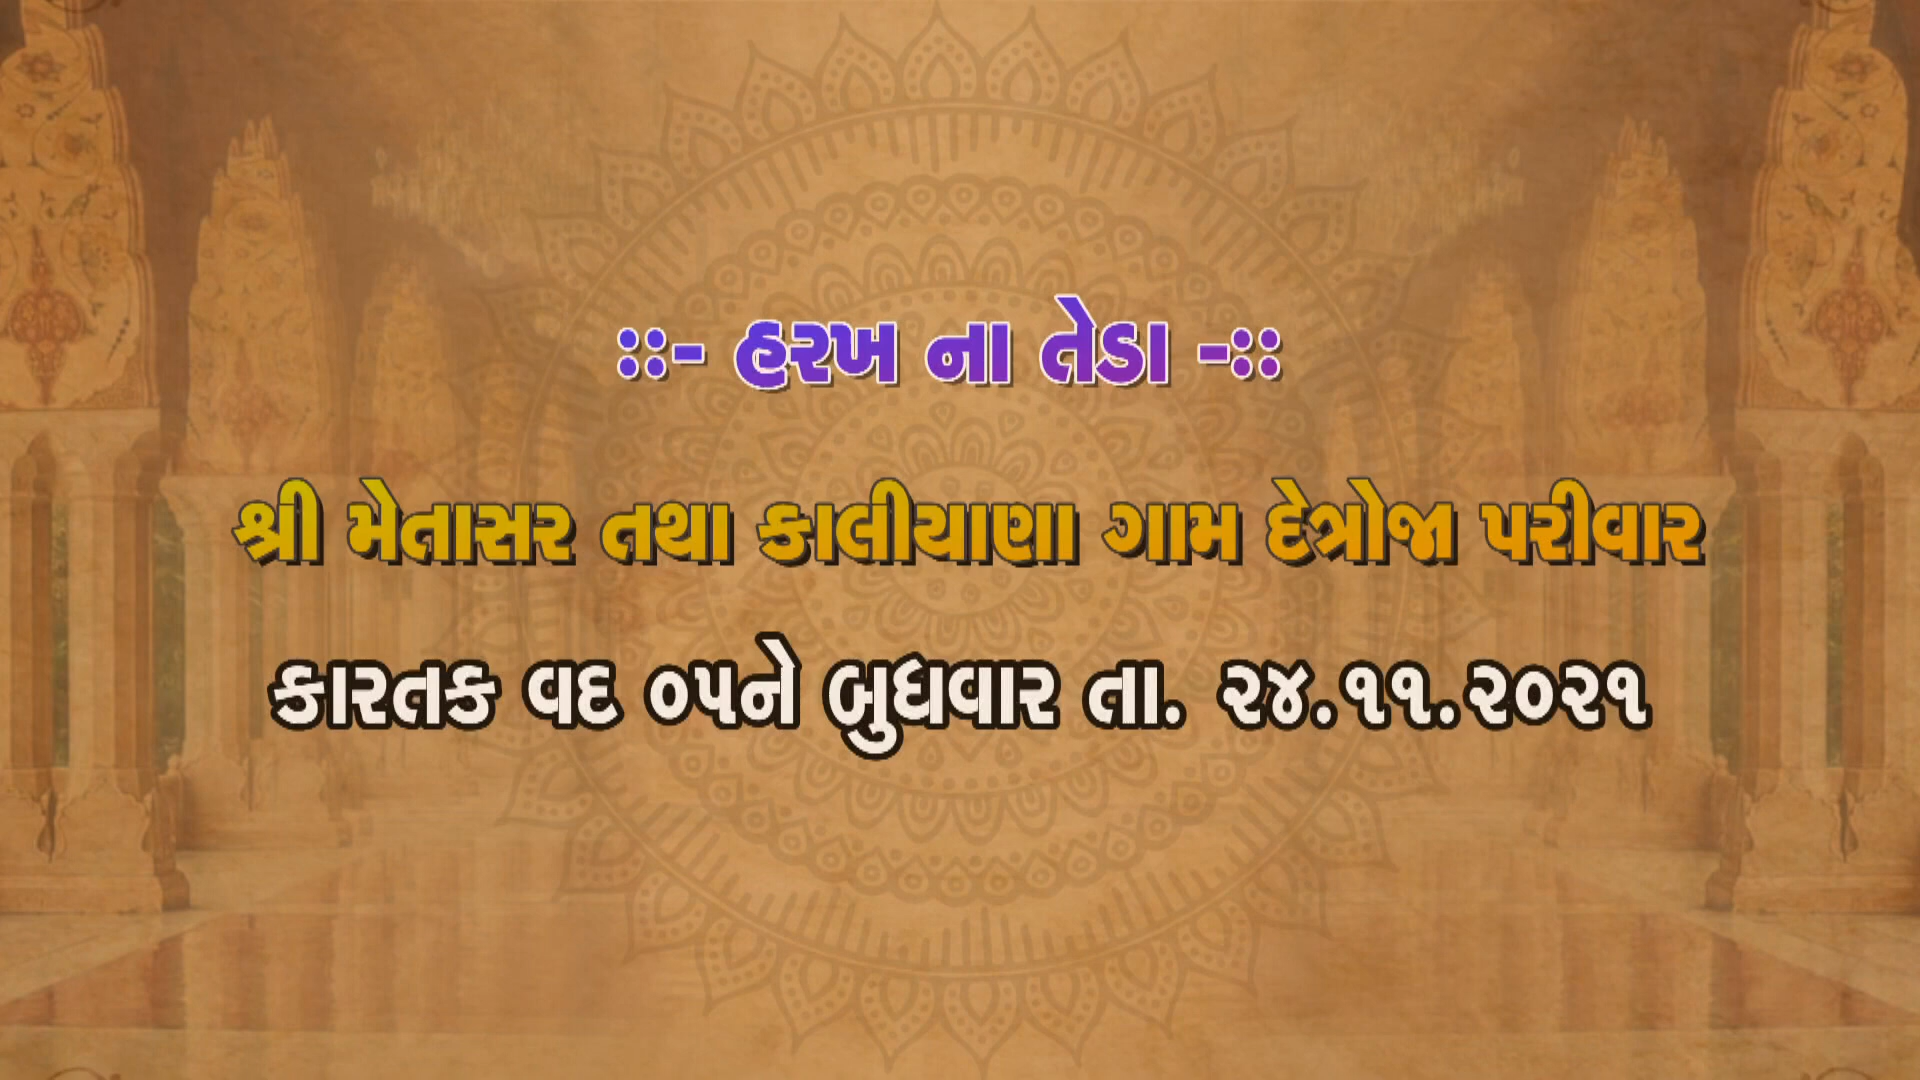 ::- હરખ ના તેડા -::
શ્રી મેતાસર તથા કાલીયાણા ગામ દેત્રોજા પરીવાર
કારતક વદ ૦૫ને બુધવાર તા. ૨૪.૧૧.૨૦૨૧